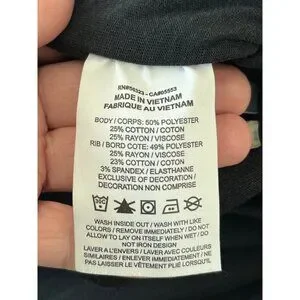 RN#56323 - CA#05553
MADE IN VIETNAM
FABRIQUE AU VIETNAM
BODY / CORPS: 50% POLYESTER
25% COTTON / COTON
25% RAYON / VISCOSE
RIB / BORD COTE: 49% POLYESTER
25% RAYON / VISCOSE
23% COTTON / COTON
3% SPANDEX / ELASTHANNE
EXCLUSIVE OF DECORATION /
DECORATION NON COMPRISE
WASH INSIDE OUT / WASH WITH LIKE
COLORS / REMOVE IMMEDIATELY / DO NOT
ALLOW TO LAY ON ITSELF WHEN WET / DO
NOT IRON DESIGN
LAVER A L'ENVERS / LAVER AVEC COULEURS
SIMILAIRES / ENLEVER IMMEDIATEMENT / NE
PAS LAISSER LE VÊTEMENT PLIÉ LORSQU'IL